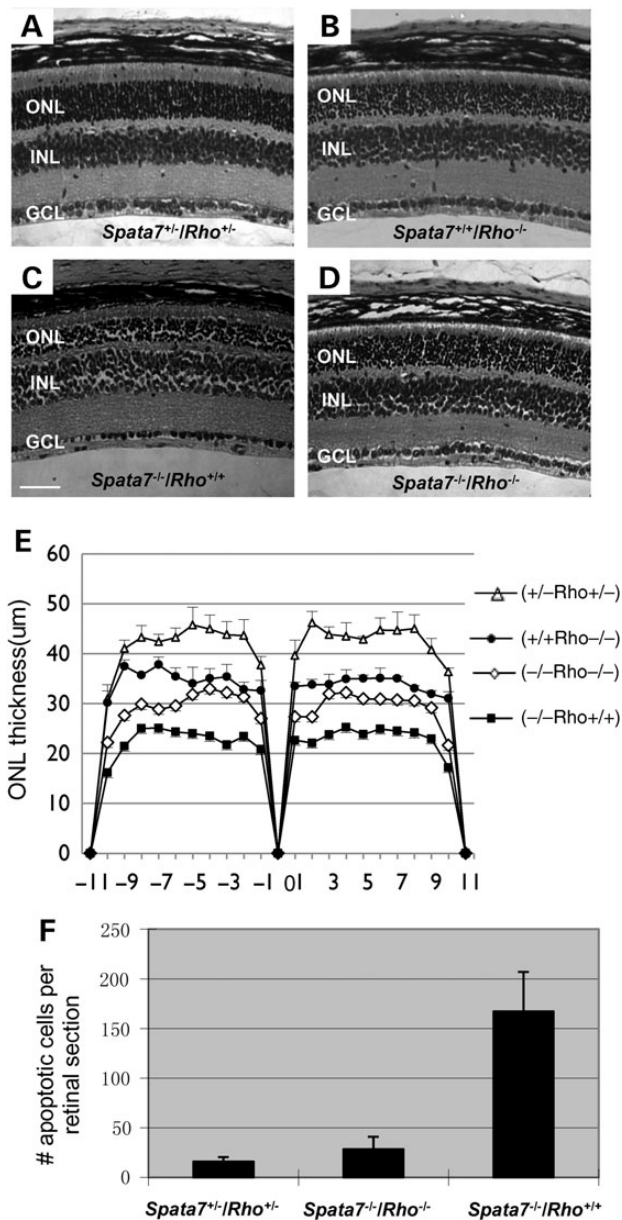 A
ONL
INL
GCL
Spata7+/-/Rho+/-
B
ONL
INL
GCL
Spata7+/+/Rho-/-
C
ONL
INL
GCL
Spata7-/-/Rho+/+
D
ONL
INL
GCL
Spata7-/-/Rho-/-
E
ONL thickness(um)
60
50
40
30
20
10
0
–11 –9 –7 –5 –3 –1 01 3 5 7 9 11
(+/–Rho+/–)
(+/+Rho–/–)
(–/–Rho–/–)
(–/–Rho+/+)
F
# apoptotic cells per
retinal section
250
200
150
100
50
0
Spata7+/-/Rho+/-
Spata7-/-/Rho-/-
Spata7-/-/Rho+/+